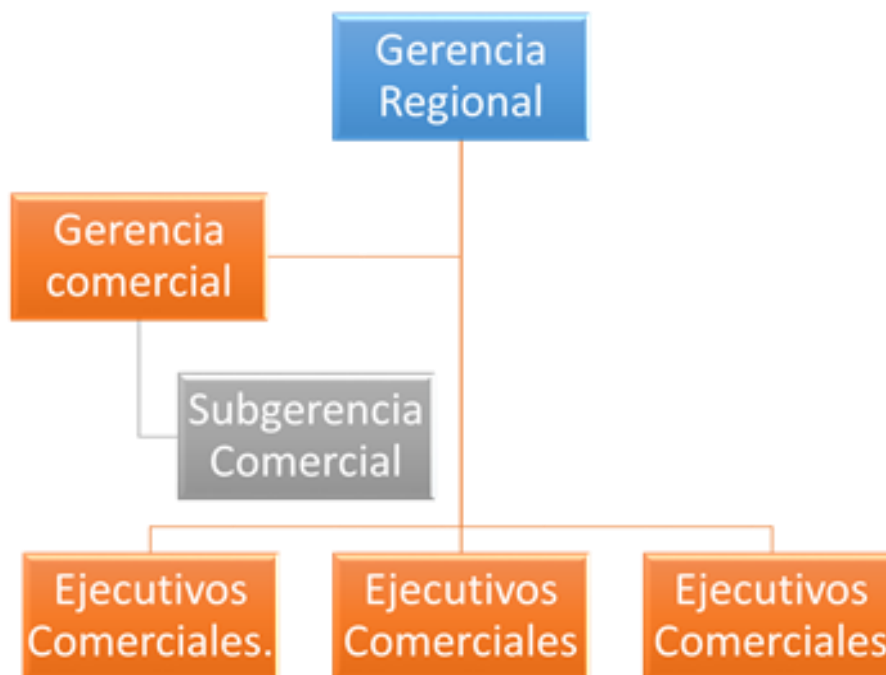 Gerencia
Regional
Gerencia
comercial
Subgerencia
Comercial
Ejecutivos
Comerciales.
Ejecutivos
Comerciales
Ejecutivos
Comerciales